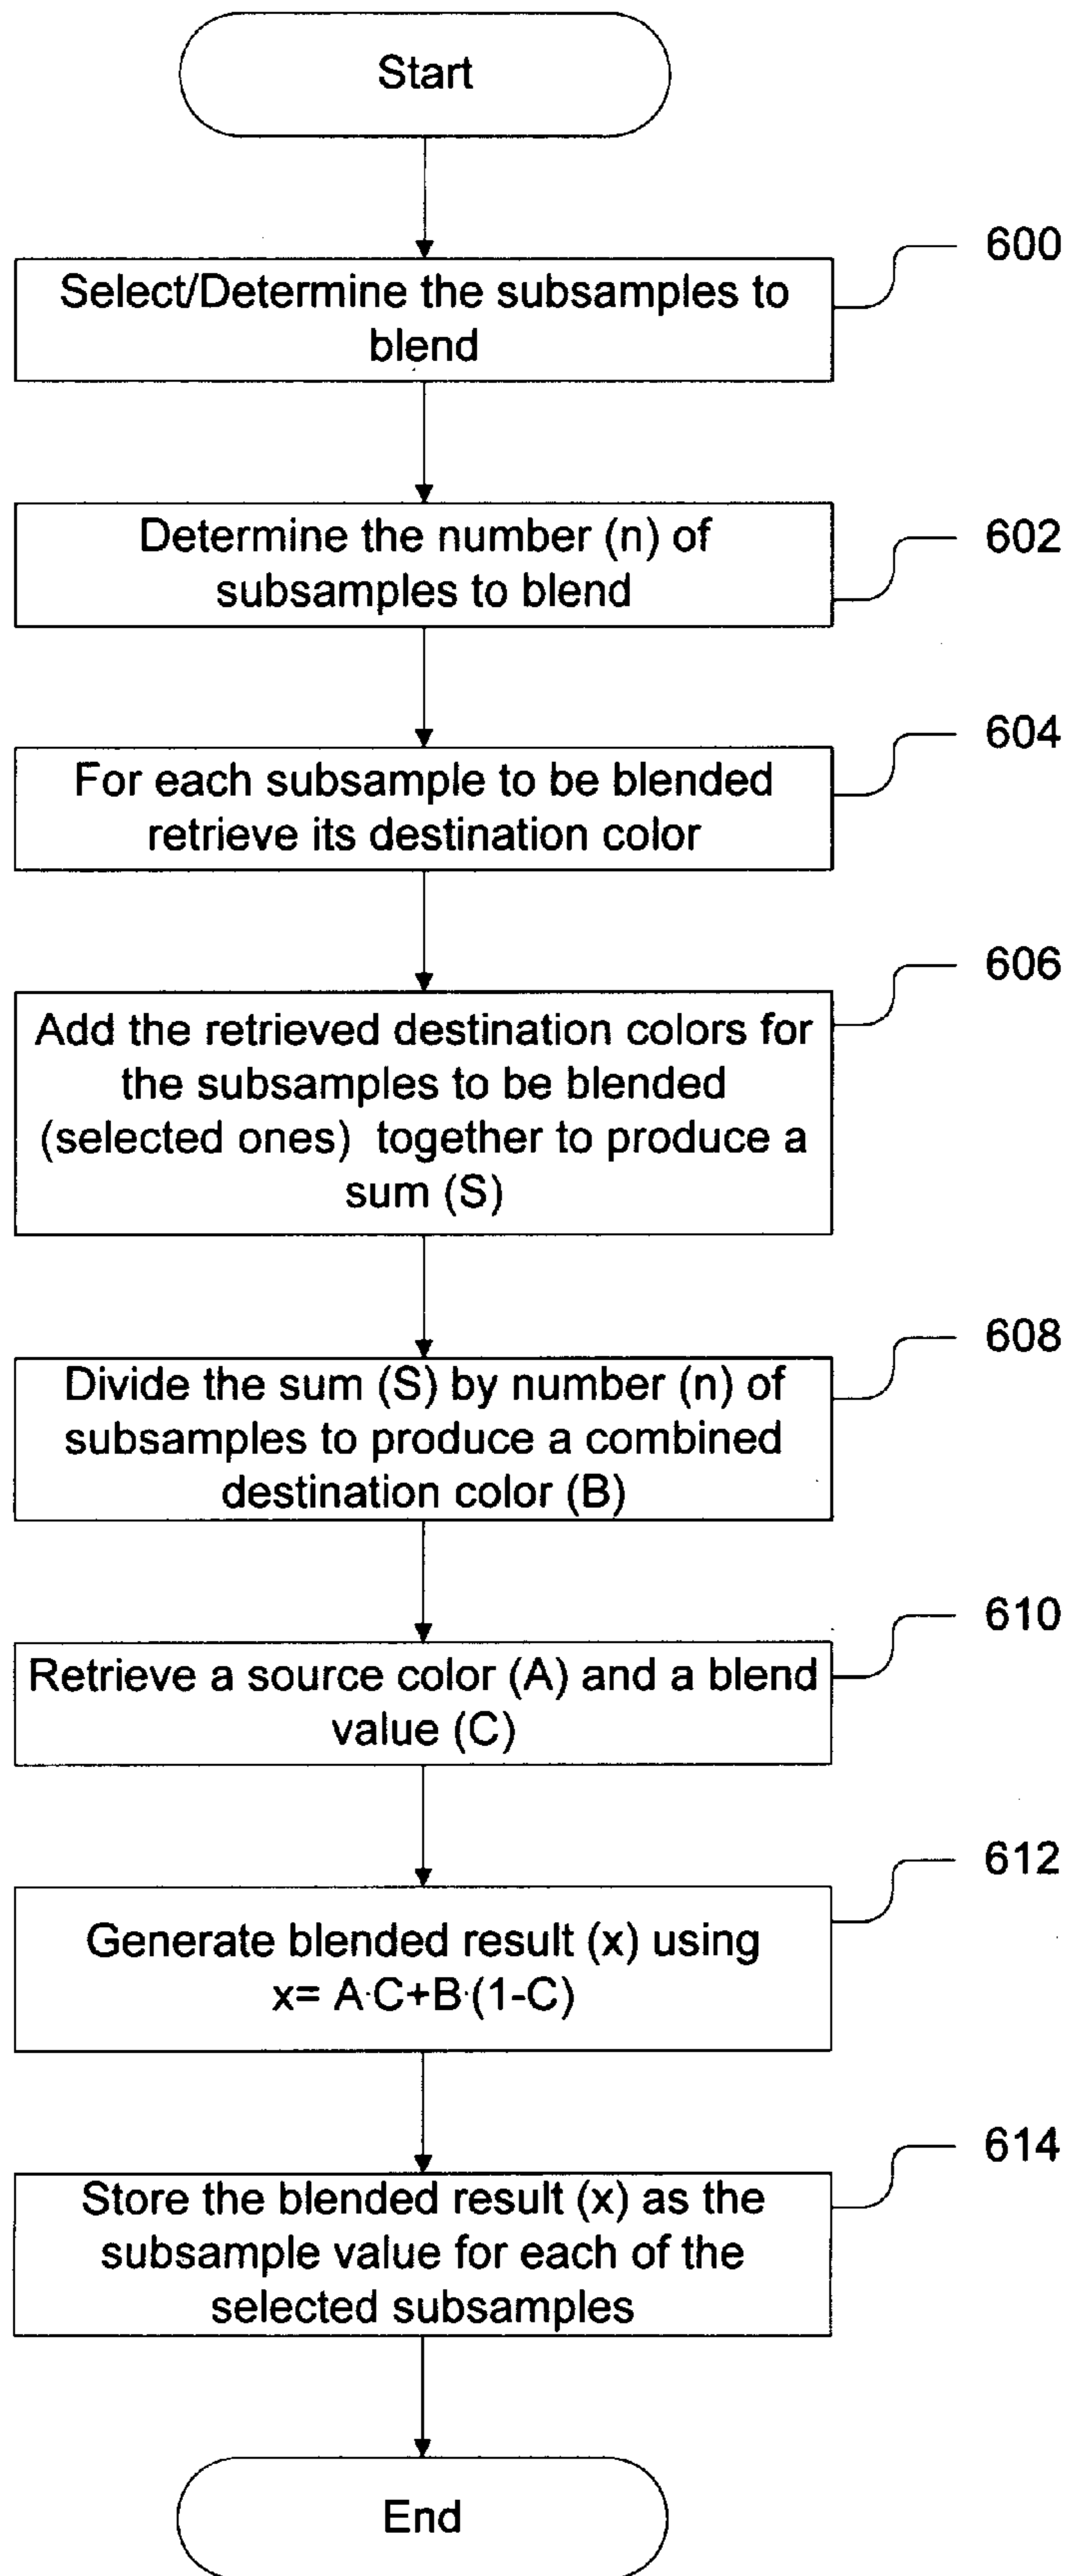 Start
600
Select/Determine the subsamples to
blend
602
Determine the number (n) of
subsamples to blend
604
For each subsample to be blended
retrieve its destination color
606
Add the retrieved destination colors for
the subsamples to be blended
(selected ones) together to produce a
sum (S)
608
Divide the sum (S) by number (n) of
subsamples to produce a combined
destination color (B)
610
Retrieve a source color (A) and a blend
value (C)
612
Generate blended result (x) using
x= A·C+B·(1-C)
614
Store the blended result (x) as the
subsample value for each of the
selected subsamples
End